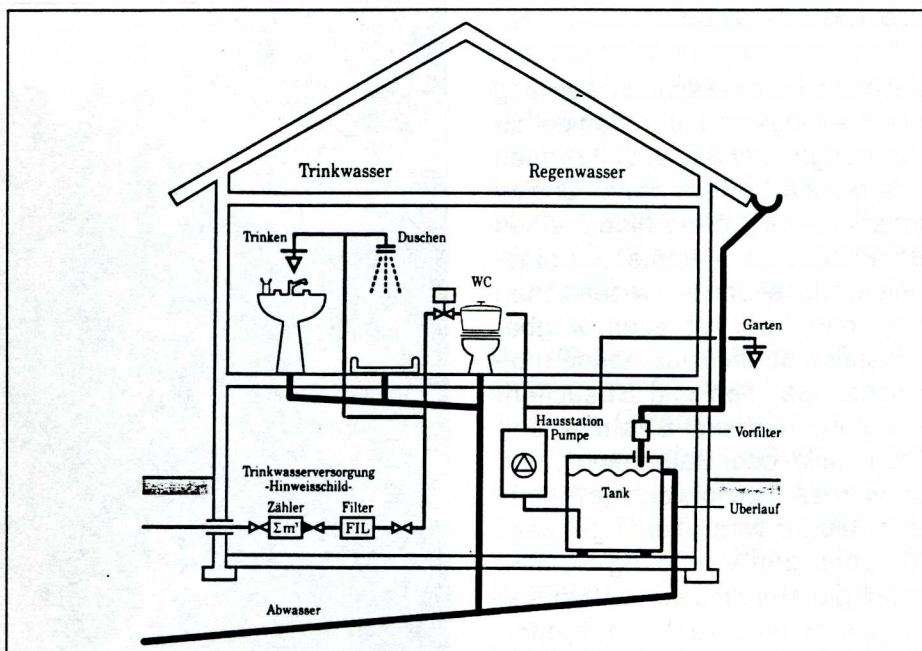 Trinkwasser
Regenwasser
Trinken
Duschen
WC
Garten
Hausstation
Pumpe
Vorfilter
Trinkwasserversorgung
-Hinweisschild-
Tank
Überlauf
Zähler
Filter
Σm³
FIL
Abwasser